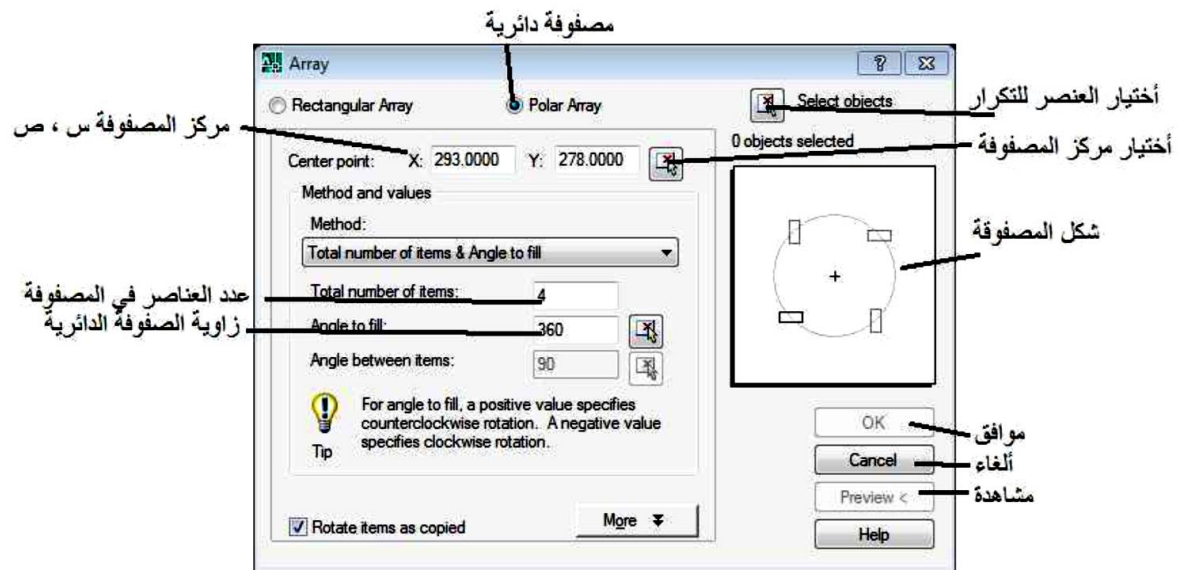 مصفوفة دائرية
Array
Rectangular Array
Polar Array
Select objects
أختيار العنصر للتكرار
مركز المصفوفة س ، ص
0 objects selected
أختيار مركز المصفوفة
Center point: X: 293.0000 Y: 278.0000
Method and values
Method:
Total number of items & Angle to fill
شكل المصفوقة
Total number of items: 4
عدد العناصر في المصفوفة
Angle to fill: 360
زاوية الصفوفة الدائرية
Angle between items: 90
For angle to fill, a positive value specifies
counterclockwise rotation. A negative value
specifies clockwise rotation.
Tip
OK
موافق
Cancel
ألغاء
Preview <
مشاهدة
Rotate items as copied
More
Help